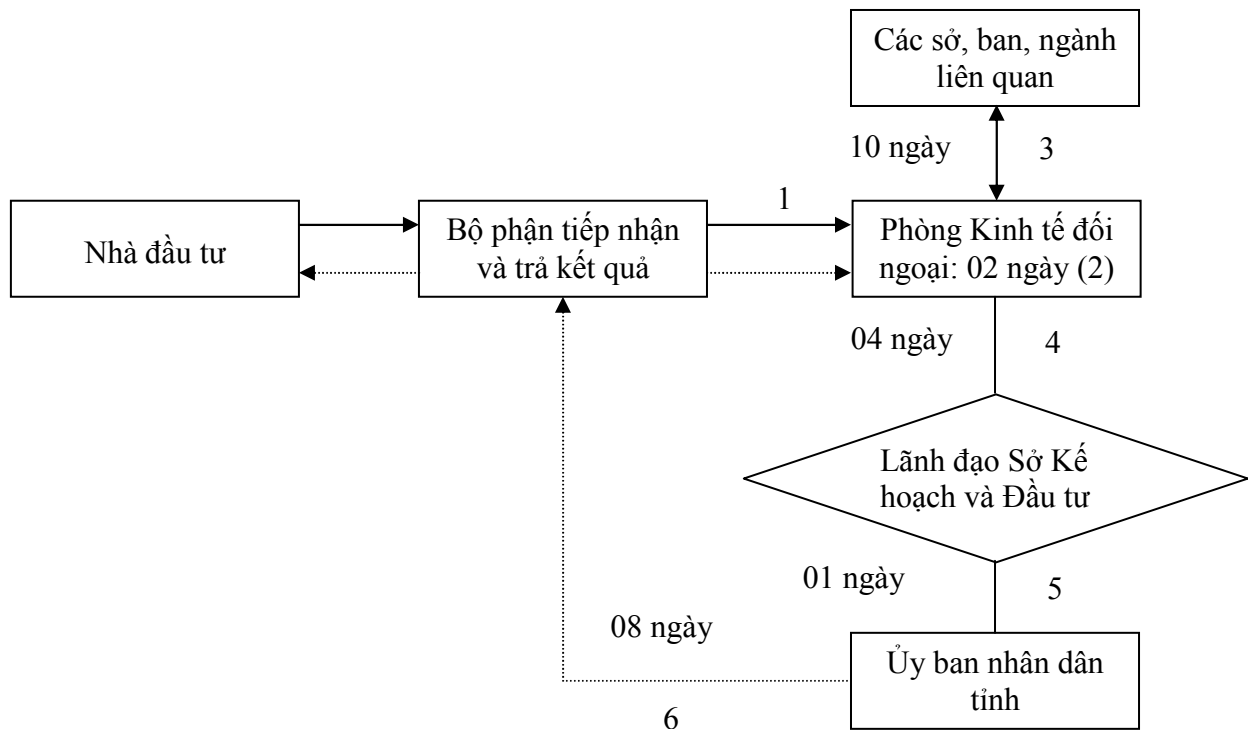 Các sở, ban, ngành
liên quan
10 ngày
3
1
Nhà đầu tư
Bộ phận tiếp nhận
và trả kết quả
Phòng Kinh tế đối
ngoại: 02 ngày (2)
04 ngày
4
Lãnh đạo Sở Kế
hoạch và Đầu tư
01 ngày
5
08 ngày
Ủy ban nhân dân
tỉnh
6